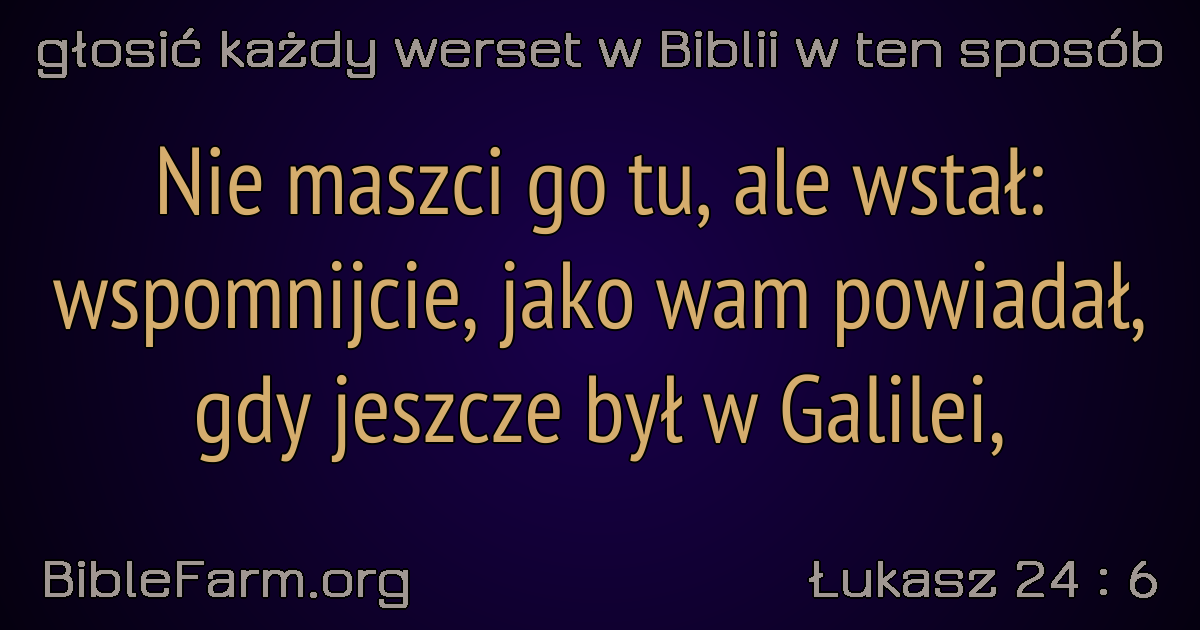 głosić każdy werset w Biblii w ten sposób
Nie maszci go tu, ale wstał:
wspomnijcie, jako wam powiadał,
gdy jeszcze był w Galilei,
BibleFarm.org
Łukasz 24 : 6